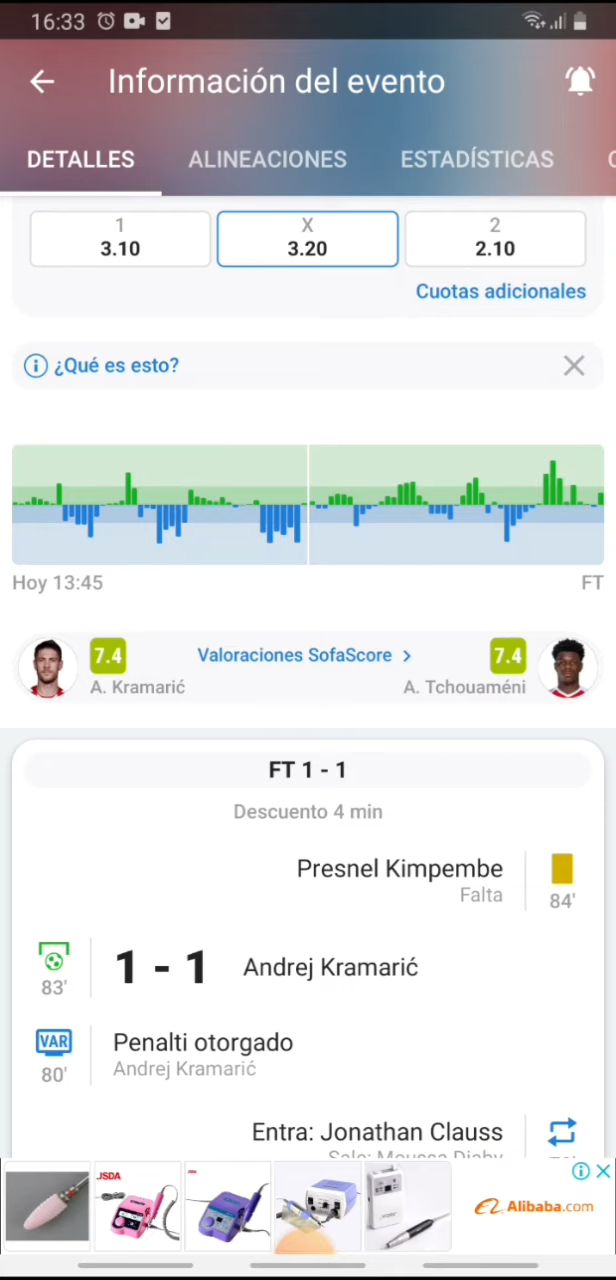 16:33
Información del evento
DETALLES ALINEACIONES ESTADÍSTICAS
1 X 2
3.10 3.20 2.10
Cuotas adicionales
¿Qué es esto?
Hoy 13:45 FT
7.4 Valoraciones SofaScore 7.4
A. Kramarić A. Tchouaméni
FT 1 - 1
Descuento 4 min
Presnel Kimpembe
Falta 84'
1 - 1 Andrej Kramarić
83'
VAR Penalti otorgado
80' Andrej Kramarić
Entra: Jonathan Clauss
Sale: Moussa Diaby
JSDA
Alibaba.com